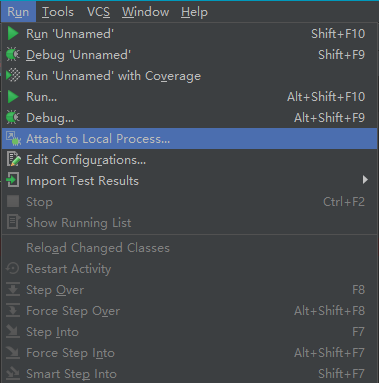 Run Tools VCS Window Help
Run 'Unnamed' Shift+F10
Debug 'Unnamed' Shift+F9
Run 'Unnamed' with Coverage
Run... Alt+Shift+F10
Debug... Alt+Shift+F9
Attach to Local Process...
Edit Configurations...
Import Test Results
Stop Ctrl+F2
Show Running List
Reload Changed Classes
Restart Activity
Step Over F8
Force Step Over Alt+Shift+F8
Step Into F7
Force Step Into Alt+Shift+F7
Smart Step Into Shift+F7